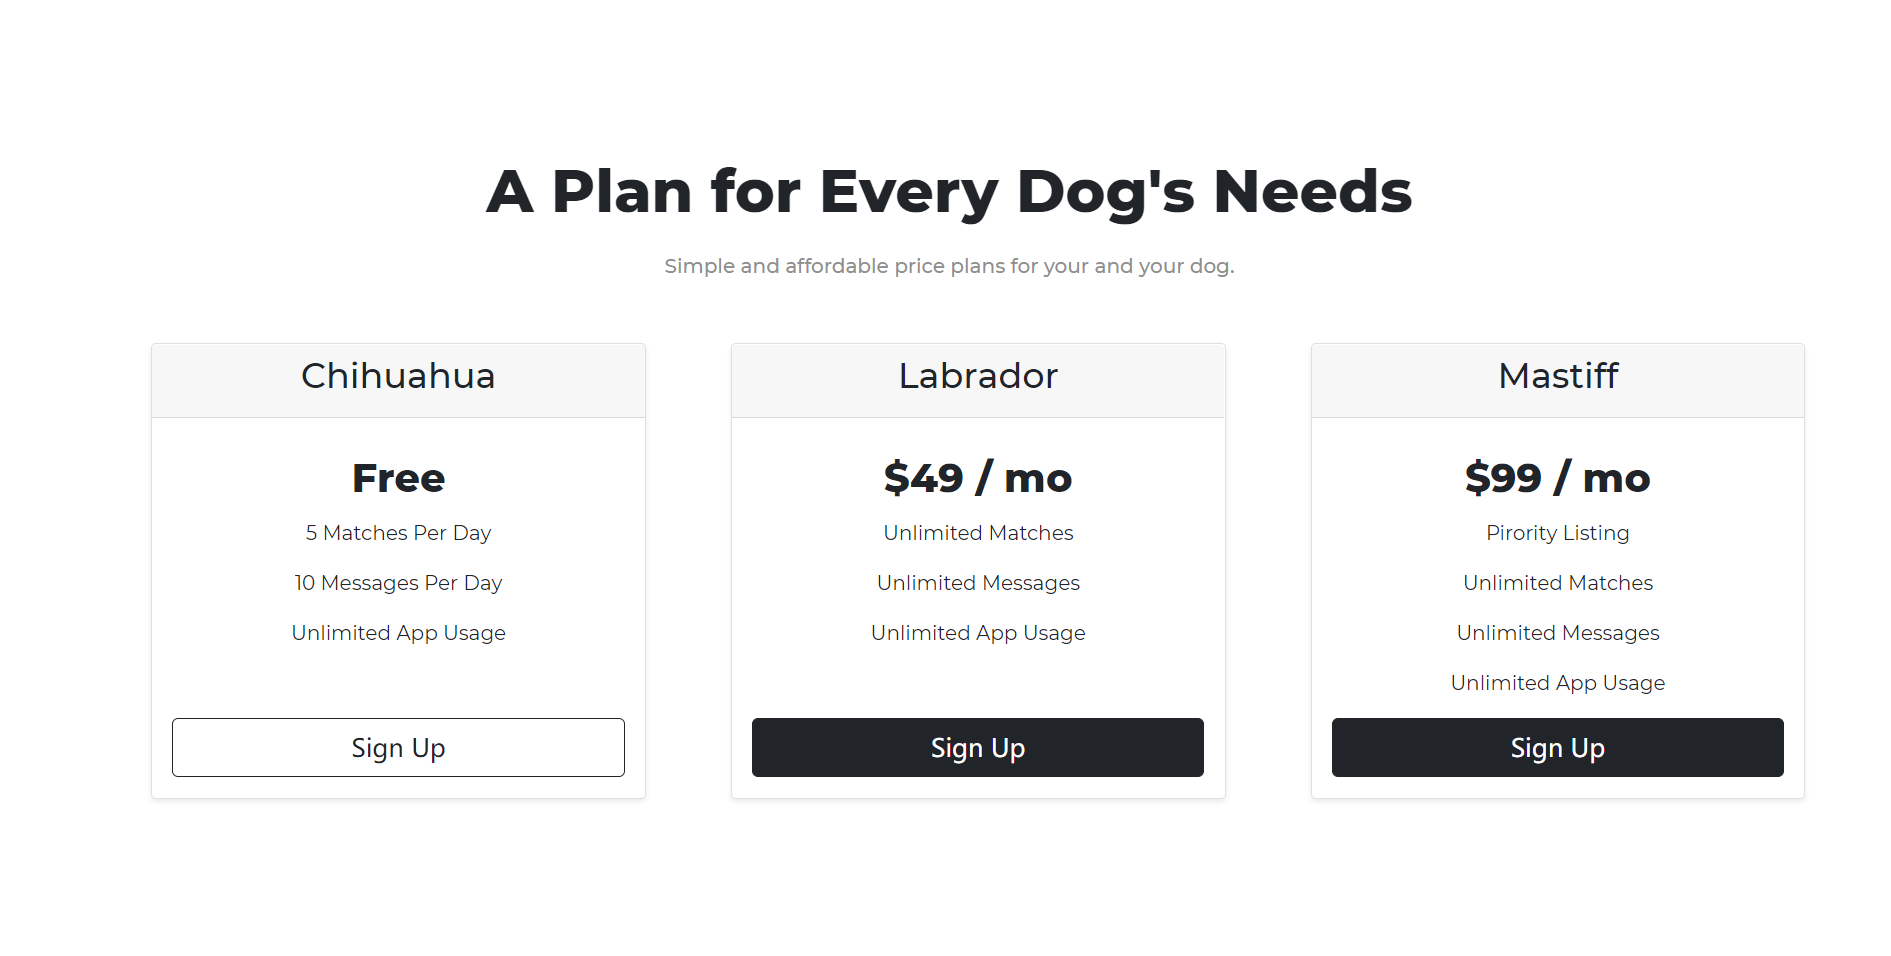 A Plan for Every Dog's Needs
Simple and affordable price plans for your and your dog.
Chihuahua
Free
5 Matches Per Day
10 Messages Per Day
Unlimited App Usage
Sign Up
Labrador
$49 / mo
Unlimited Matches
Unlimited Messages
Unlimited App Usage
Sign Up
Mastiff
$99 / mo
Pirority Listing
Unlimited Matches
Unlimited Messages
Unlimited App Usage
Sign Up